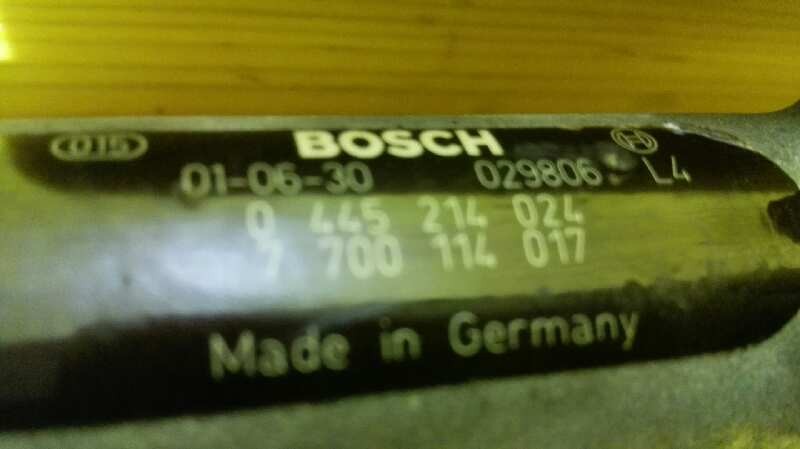 015 BOSCH
01-06-30 029806 L4
0 445 214 024
7 700 114 017
Made in Germany